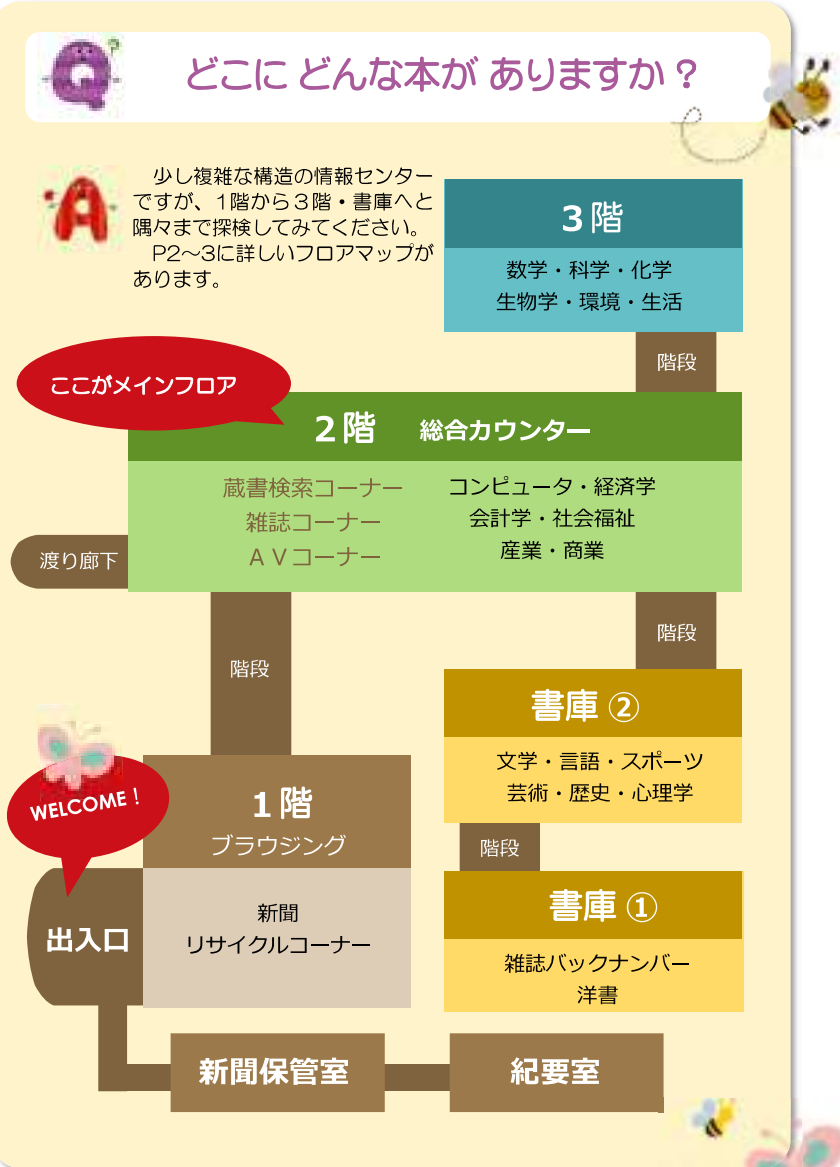 Q?
どこに どんな本が ありますか？
A
少し複雑な構造の情報センター
ですが、1階から３階・書庫へと
隅々まで探検してみてください。
P2～3に詳しいフロアマップが
あります。
３階
数学・科学・化学
生物学・環境・生活
階段
ここがメインフロア
２階 総合カウンター
蔵書検索コーナー
雑誌コーナー
ＡＶコーナー
コンピュータ・経済学
会計学・社会福祉
産業・商業
渡り廊下
階段
階段
書庫 ②
文学・言語・スポーツ
芸術・歴史・心理学
WELCOME！
１階
ブラウジング
階段
書庫 ①
新聞
リサイクルコーナー
出入口
雑誌バックナンバー
洋書
新聞保管室
紀要室